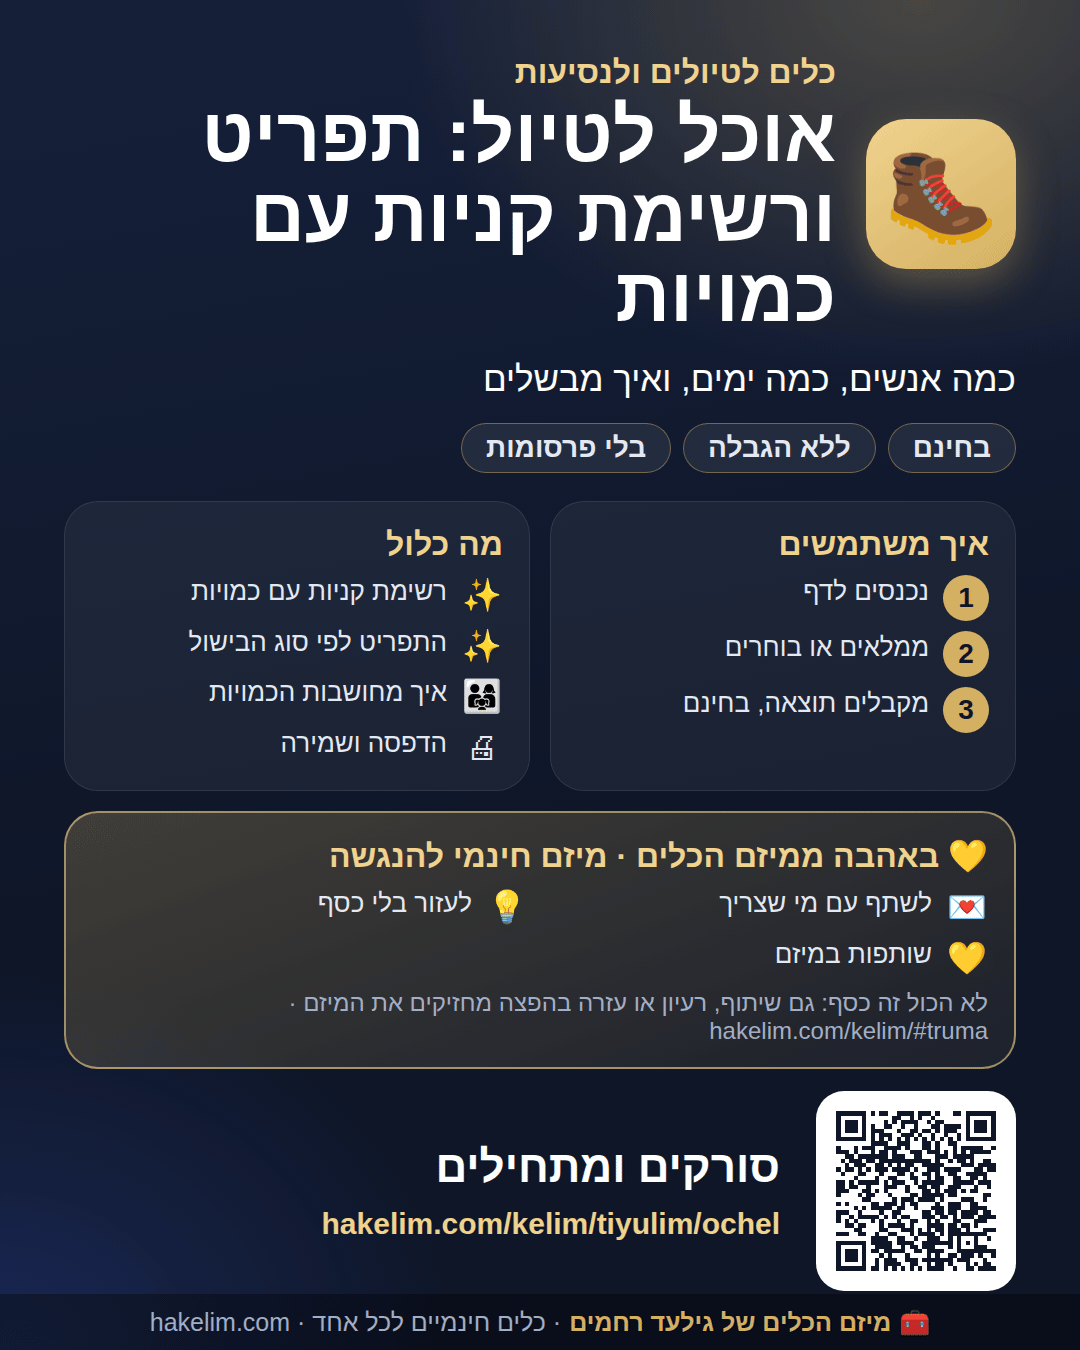 כלים לטיולים ולנסיעות
אוכל לטיול: תפריט
ורשימת קניות עם
כמויות
כמה אנשים, כמה ימים, ואיך מבשלים
בחינם
ללא הגבלה
בלי פרסומות
איך משתמשים
1 נכנסים לדף
2 ממלאים או בוחרים
3 מקבלים תוצאה, בחינם
מה כלול
רשימת קניות עם כמויות
התפריט לפי סוג הבישול
איך מחושבות הכמויות
הדפסה ושמירה
באהבה ממיזם הכלים · מיזם חינמי להנגשה
לשתף עם מי שצריך
לעזור בלי כסף
שותפות במיזם
לא הכול זה כסף: גם שיתוף, רעיון או עזרה בהפצה מחזיקים את המיזם ·
hakelim.com/kelim/#truma
סורקים ומתחילים
hakelim.com/kelim/tiyulim/ochel
מיזם הכלים של גילעד רחמים · כלים חינמיים לכל אחד · hakelim.com